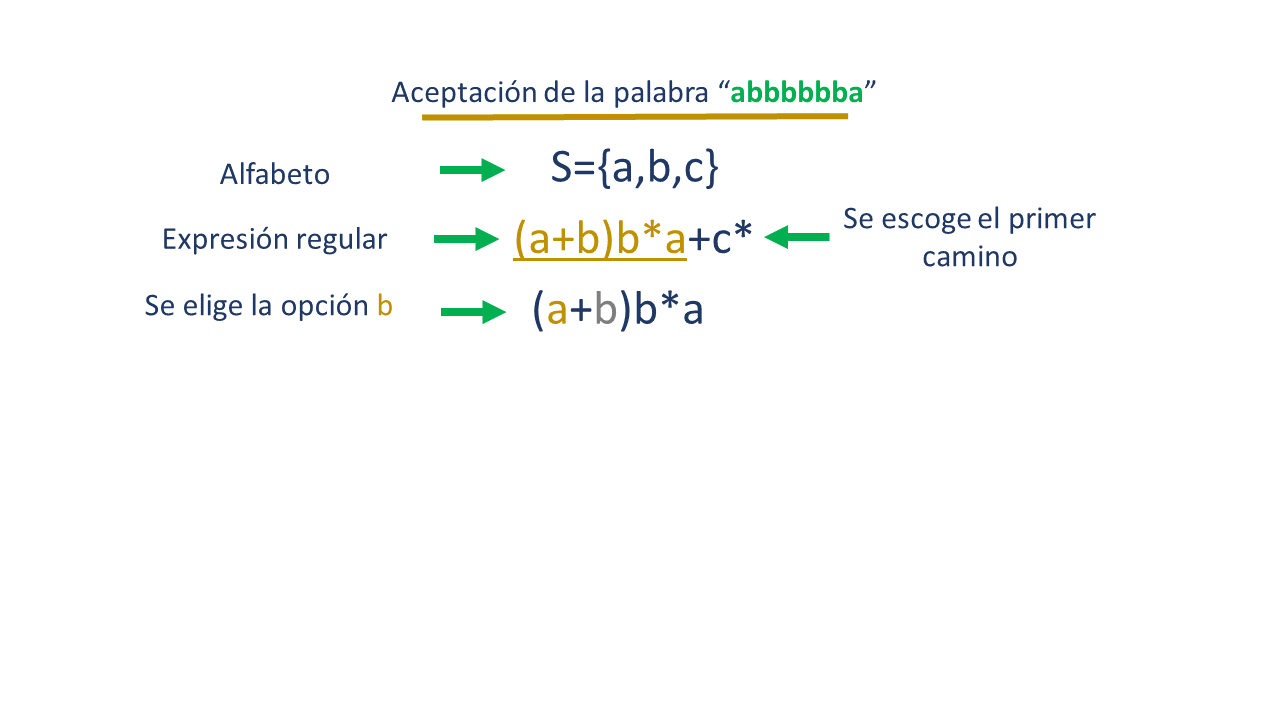 Aceptación de la palabra “abbbbbba”
Alfabeto
S={a,b,c}
Expresión regular
(a+b)b*a+c*
Se escoge el primer
camino
Se elige la opción b
(a+b)b*a